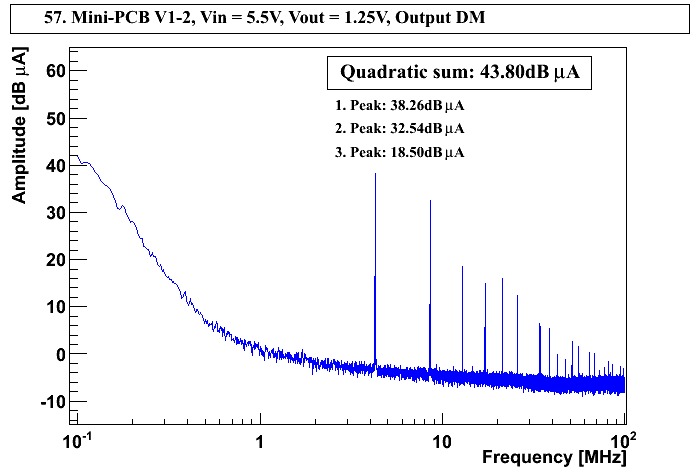 57. Mini-PCB V1-2, Vin = 5.5V, Vout = 1.25V, Output DM
Amplitude [dB μA]
60
50
40
30
20
10
0
-10
Quadratic sum: 43.80dB μA
1. Peak: 38.26dB μA
2. Peak: 32.54dB μA
3. Peak: 18.50dB μA
10⁻¹
1
10
10²
Frequency [MHz]